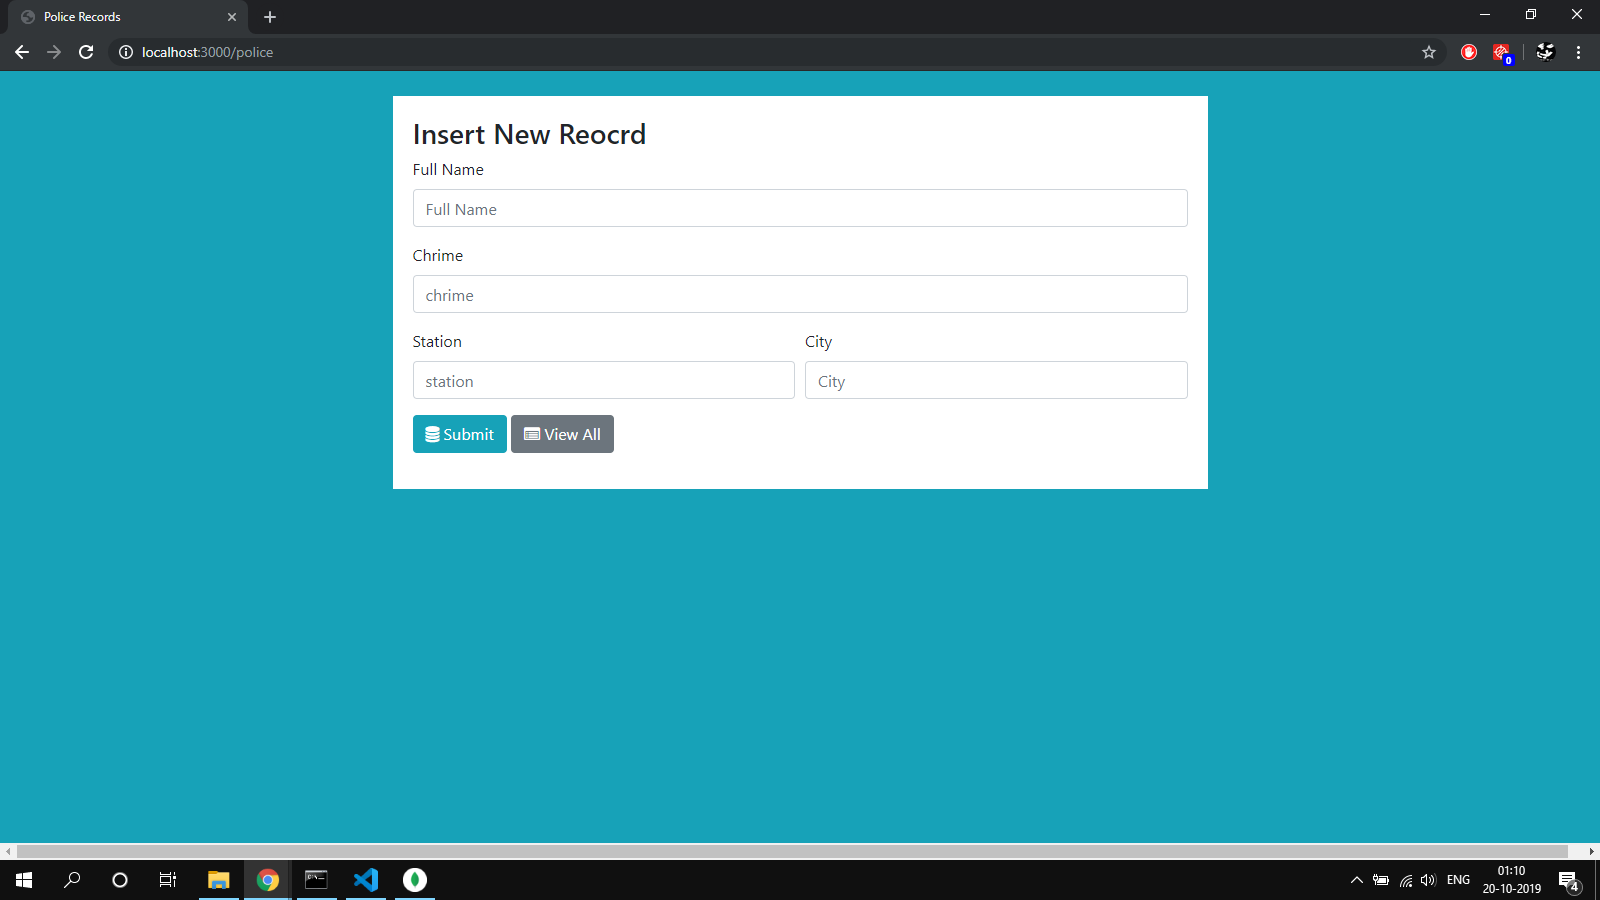 Police Records
localhost:3000/police
0
Insert New Reocrd
Full Name
Full Name
Chrime
chrime
Station City
station City
Submit View All
ENG
01:10
20-10-2019
4